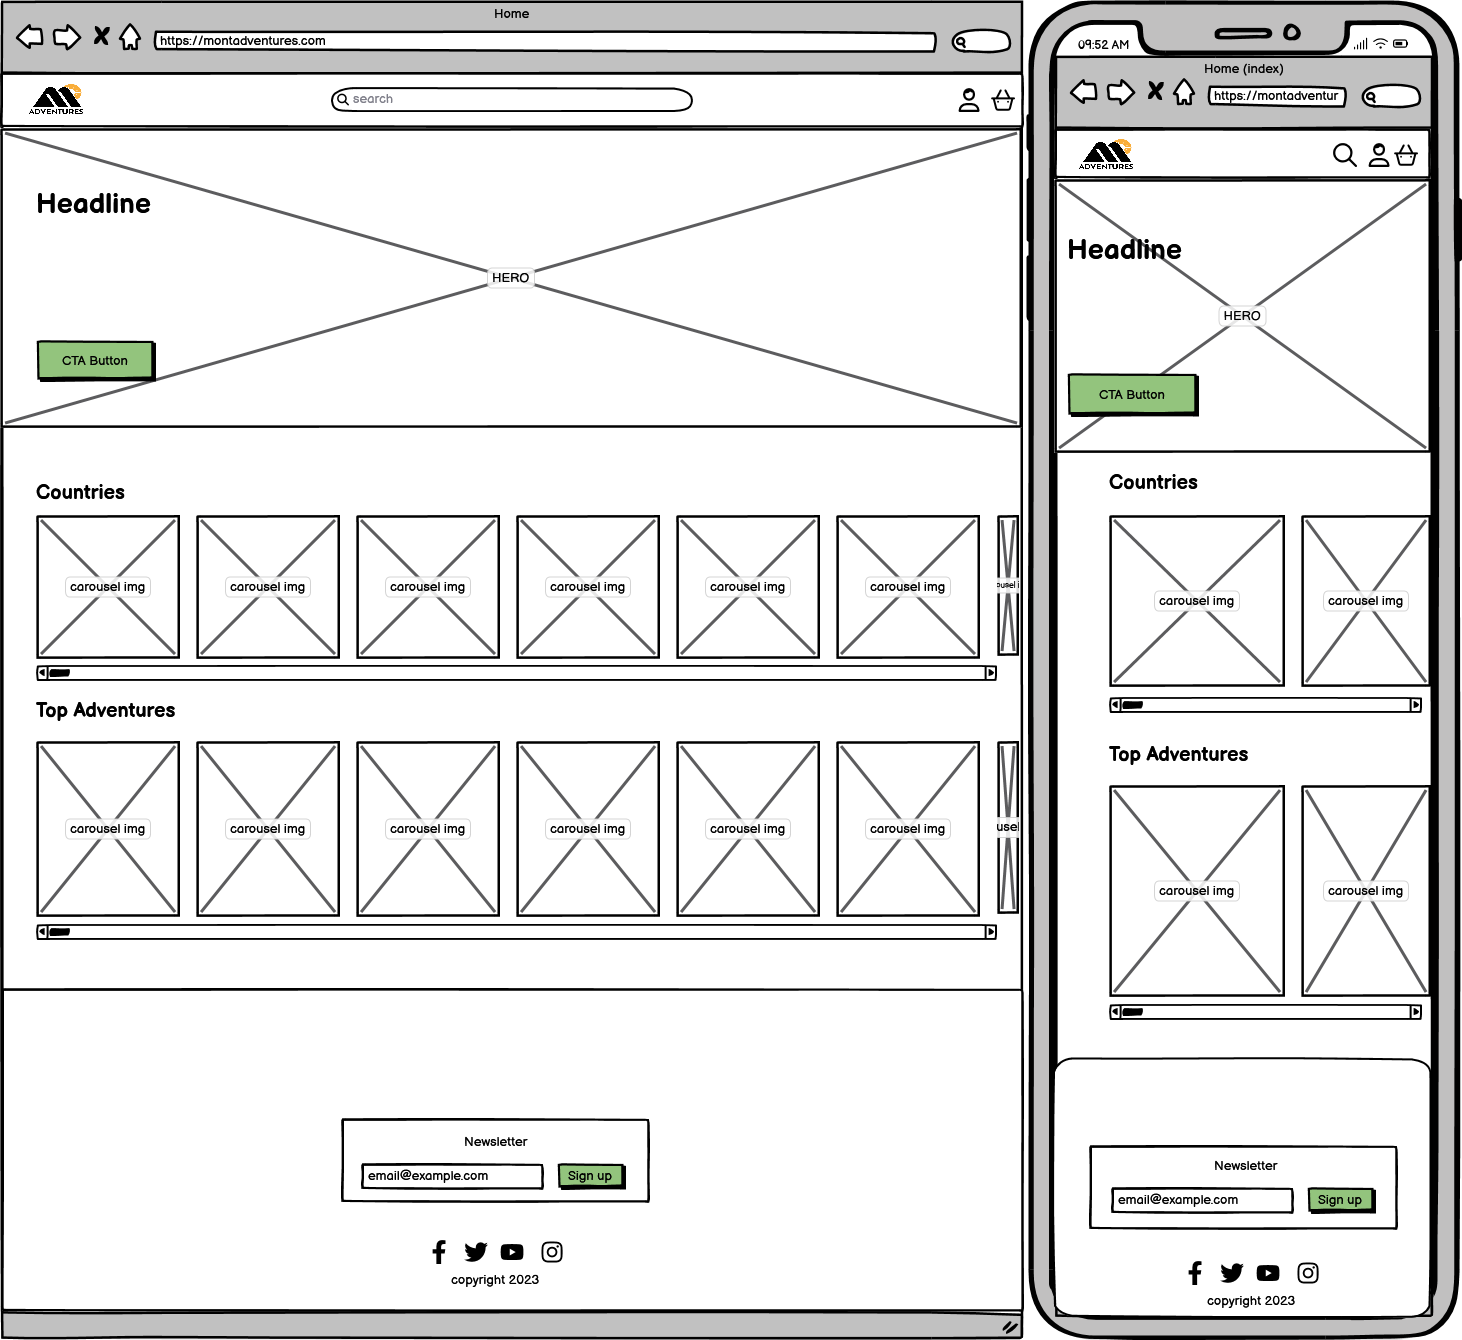 Home
https://montadventures.com
ADVENTURES
search
Headline
HERO
CTA Button
Countries
carousel img
carousel img
carousel img
carousel img
carousel img
carousel img
ousel i
Top Adventures
carousel img
carousel img
carousel img
carousel img
carousel img
carousel img
usel
Newsletter
email@example.com
Sign up
copyright 2023
09:52 AM
Home (index)
https://montadventur
ADVENTURES
Headline
HERO
CTA Button
Countries
carousel img
carousel img
Top Adventures
carousel img
carousel img
Newsletter
email@example.com
Sign up
copyright 2023